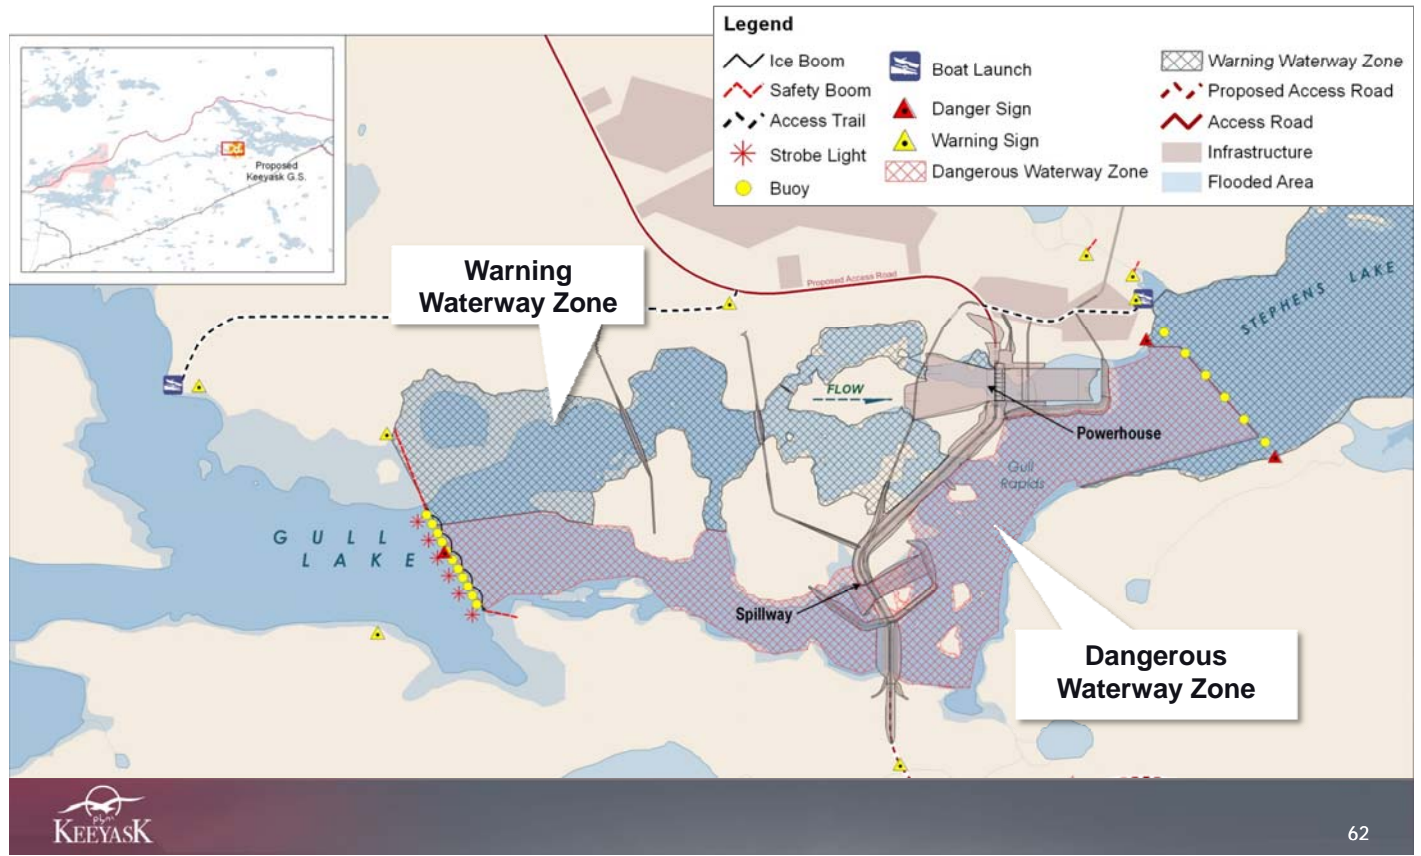 Legend
Ice Boom
Safety Boom
Access Trail
Strobe Light
Buoy
Boat Launch
Danger Sign
Warning Sign
Dangerous Waterway Zone
Warning Waterway Zone
Proposed Access Road
Access Road
Infrastructure
Flooded Area
Proposed
Keeyask G.S.
Warning
Waterway Zone
Proposed Access Road
STEPHENS LAKE
FLOW
Powerhouse
Gull
Rapids
GULL
LAKE
Spillway
Dangerous
Waterway Zone
KEEYASK
62